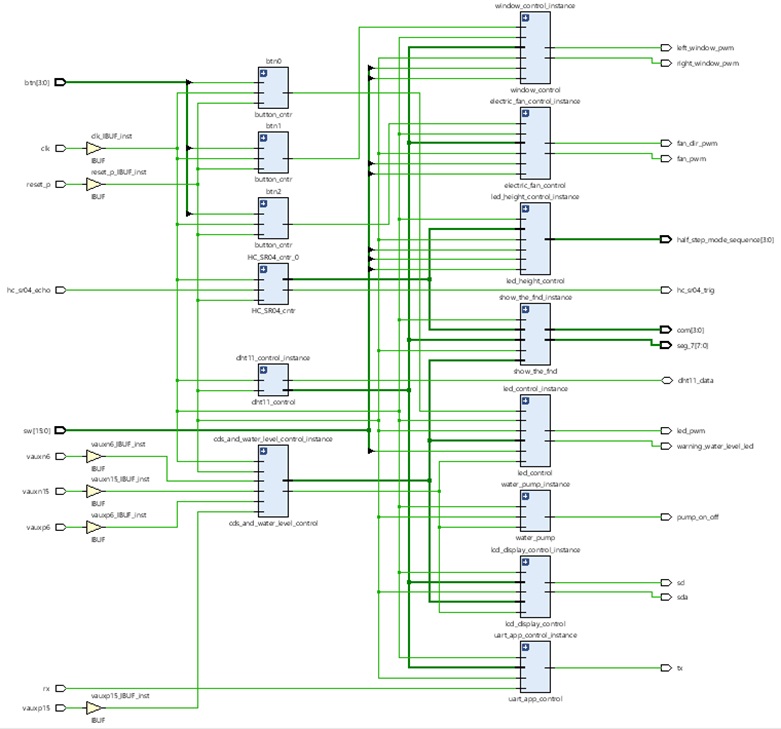 window_control_instance
left_window_pwm
right_window_pwm
window_control
btn0
btn[3:0]
button_cntr
electric_fan_control_instance
btn1
clk_IBUF_inst
clk
IBUF
fan_dir_pwm
fan_pwm
button_cntr
reset_p_IBUF_inst
reset_p
IBUF
electric_fan_control
btn2
led_height_control_instance
button_cntr
half_step_mode_sequence[3:0]
HC_SR04_cntr_0
led_height_control
hc_sr04_echo
hc_sr04_trig
HC_SR04_cntr
show_the_fnd_instance
com[3:0]
seg_7[7:0]
dht11_control_instance
show_the_fnd
dht11_data
dht11_control
led_control_instance
sw[15:0]
led_pwm
cds_and_water_level_control_instance
warning_water_level_led
vauxn6_IBUF_inst
vauxn6
IBUF
led_control
vauxn15_IBUF_inst
water_pump_instance
vauxn15
IBUF
vauxp6_IBUF_inst
pump_on_off
vauxp6
IBUF
cds_and_water_level_control
water_pump
lcd_display_control_instance
scl
sda
lcd_display_control
uart_app_control_instance
tx
rx
vauxp15_IBUF_inst
uart_app_control
vauxp15
IBUF